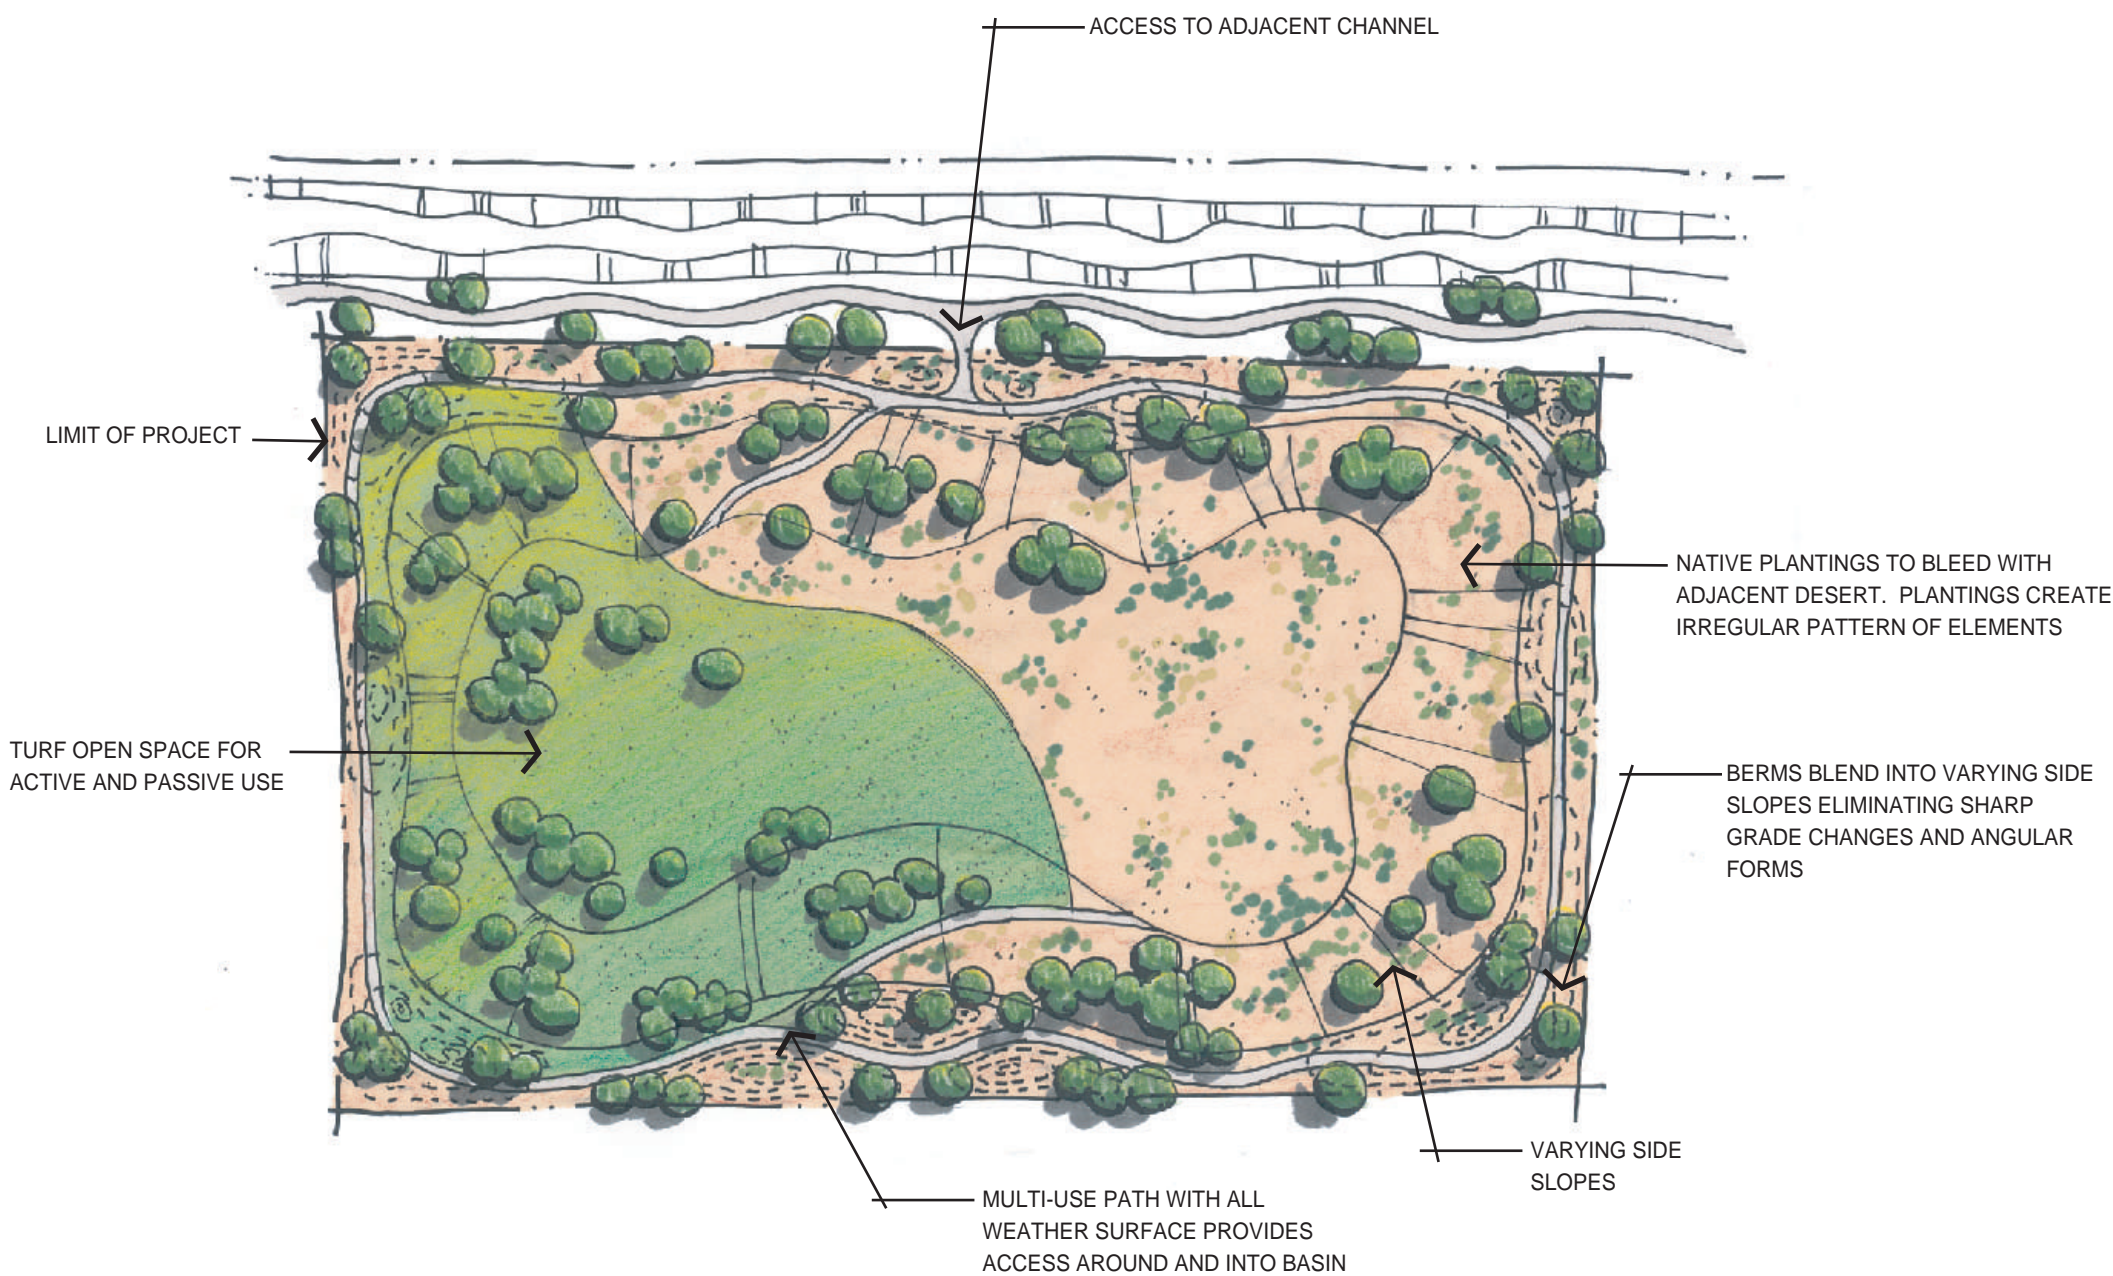 ACCESS TO ADJACENT CHANNEL
LIMIT OF PROJECT
NATIVE PLANTINGS TO BLEED WITH
ADJACENT DESERT. PLANTINGS CREATE
IRREGULAR PATTERN OF ELEMENTS
TURF OPEN SPACE FOR
ACTIVE AND PASSIVE USE
BERMS BLEND INTO VARYING SIDE
SLOPES ELIMINATING SHARP
GRADE CHANGES AND ANGULAR
FORMS
VARYING SIDE
SLOPES
MULTI-USE PATH WITH ALL
WEATHER SURFACE PROVIDES
ACCESS AROUND AND INTO BASIN